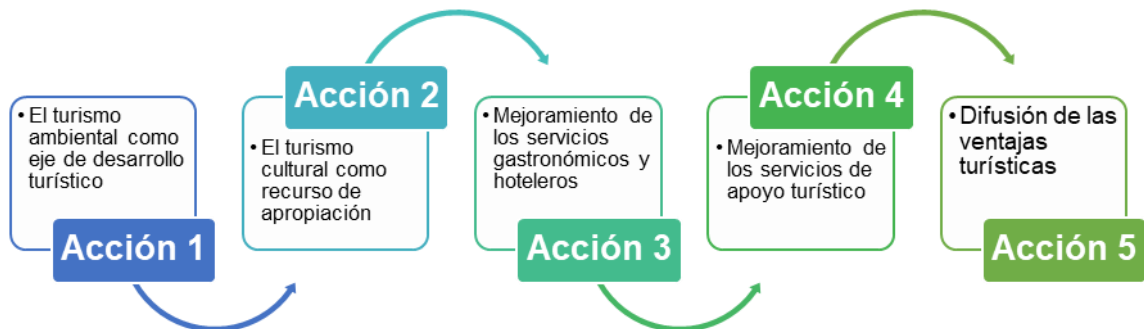 • El turismo
ambiental como
eje de desarrollo
turístico
Acción 1
Acción 2
• El turismo
cultural como
recurso de
apropiación
• Mejoramiento de
los servicios
gastronómicos y
hoteleros
Acción 3
Acción 4
• Mejoramiento de
los servicios de
apoyo turístico
• Difusión de las
ventajas
turísticas
Acción 5